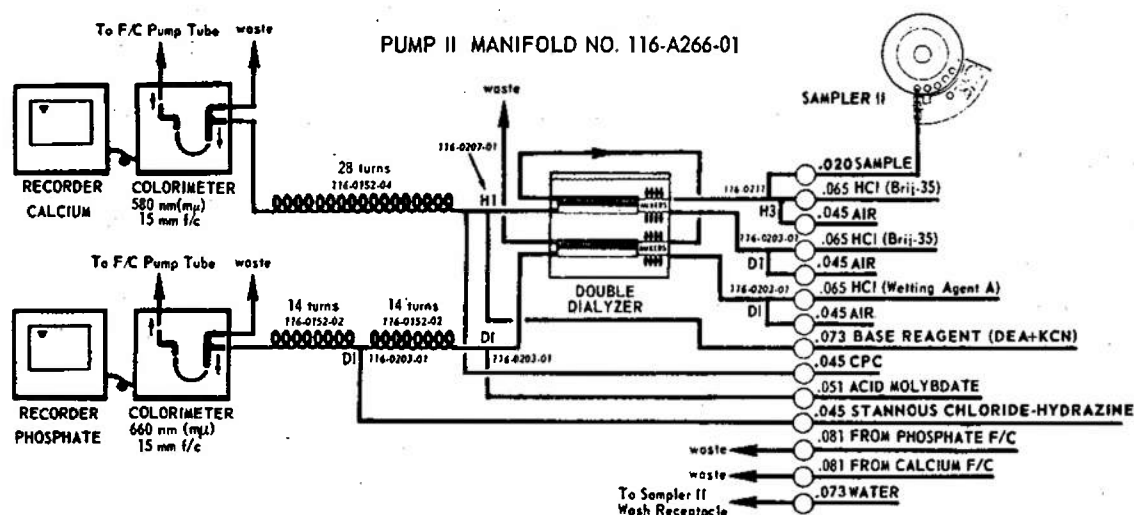 To F/C Pump Tube
waste
PUMP II MANIFOLD NO. 116-A266-01
SAMPLER II
RECORDER
CALCIUM
COLORIMETER
580 nm(mµ)
15 mm f/c
28 turns
116-0152-04
116-0207-01
H1
waste
DOUBLE
DIALYZER
116-0217
H3
116-0203-01
D1
116-0203-01
D1
.020 SAMPLE
.065 HCl (Brij-35)
.045 AIR
.065 HCl (Brij-35)
.045 AIR
.065 HCl (Wetting Agent A)
.045 AIR
.073 BASE REAGENT (DEA+KCN)
.045 CPC
.051 ACID MOLYBDATE
.045 STANNOUS CHLORIDE-HYDRAZINE
.081 FROM PHOSPHATE F/C
.081 FROM CALCIUM F/C
.073 WATER
To F/C Pump Tube
waste
RECORDER
PHOSPHATE
COLORIMETER
660 nm (mµ)
15 mm f/c
14 turns
116-0152-02
D1
116-0203-01
14 turns
116-0152-02
D1
116-0203-01
waste
waste
To Sampler II
Wash Receptacle